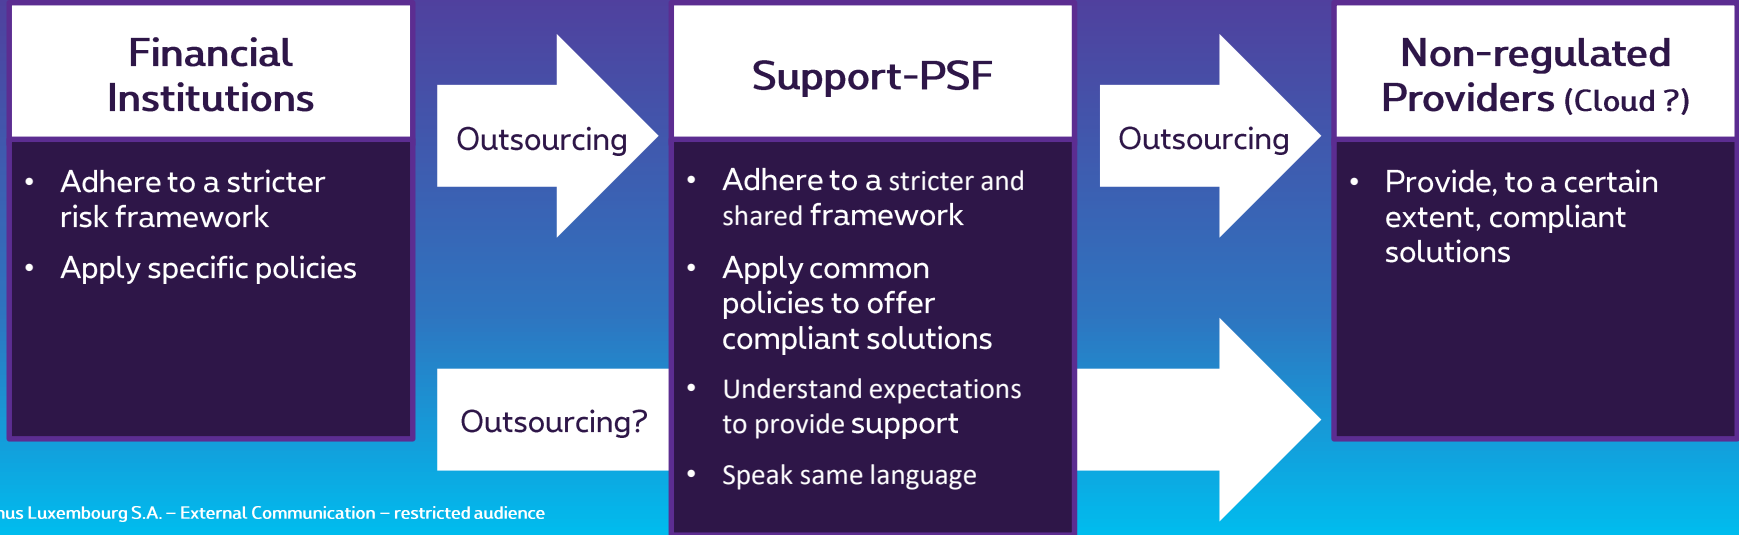 Financial
Institutions
• Adhere to a stricter
risk framework
• Apply specific policies
Outsourcing
Outsourcing?
Support-PSF
• Adhere to a stricter and
shared framework
• Apply common
policies to offer
compliant solutions
• Understand expectations
to provide support
• Speak same language
Outsourcing
Non-regulated
Providers (Cloud ?)
• Provide, to a certain
extent, compliant
solutions
Luxembourg S.A. – External Communication – restricted audience